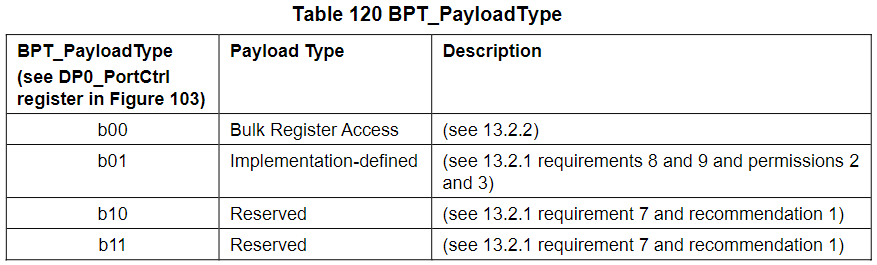 Table 120 BPT_PayloadType
BPT_PayloadType
(see DP0_PortCtrl
register in Figure 103)
Payload Type
Description
b00
Bulk Register Access
(see 13.2.2)
b01
Implementation-defined
(see 13.2.1 requirements 8 and 9 and permissions 2
and 3)
b10
Reserved
(see 13.2.1 requirement 7 and recommendation 1)
b11
Reserved
(see 13.2.1 requirement 7 and recommendation 1)